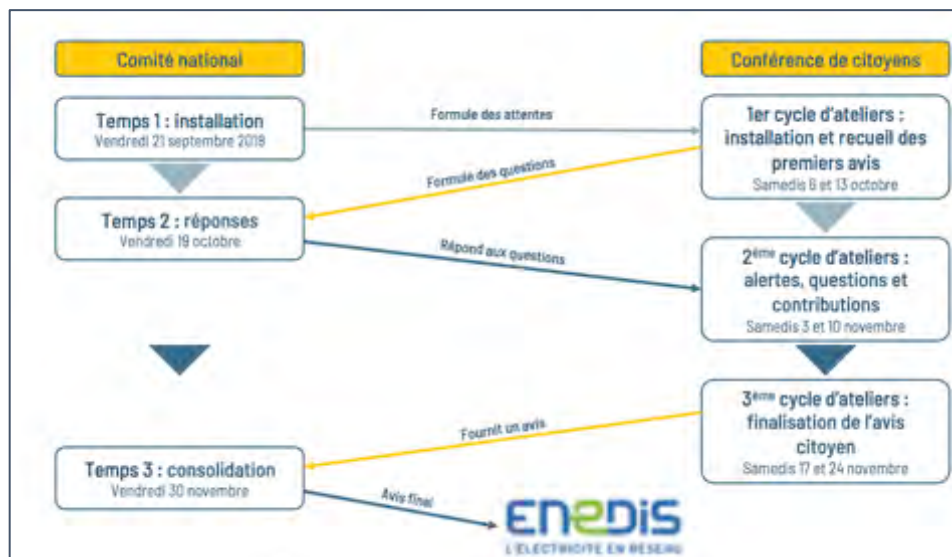 Comité national
Conférence de citoyens
Temps 1 : installation
Vendredi 21 septembre 2018
Formule des attentes
1er cycle d'ateliers :
installation et recueil des
premiers avis
Samedis 6 et 13 octobre
Formule des questions
Temps 2 : réponses
Vendredi 19 octobre
Répond aux questions
2ème cycle d'ateliers :
alertes, questions et
contributions
Samedis 3 et 10 novembre
3ème cycle d'ateliers :
finalisation de l'avis
citoyen
Samedis 17 et 24 novembre
Fournit un avis
Temps 3 : consolidation
Vendredi 30 novembre
Avis final
ENEDIS
L'ELECTRICITE EN RESEAU